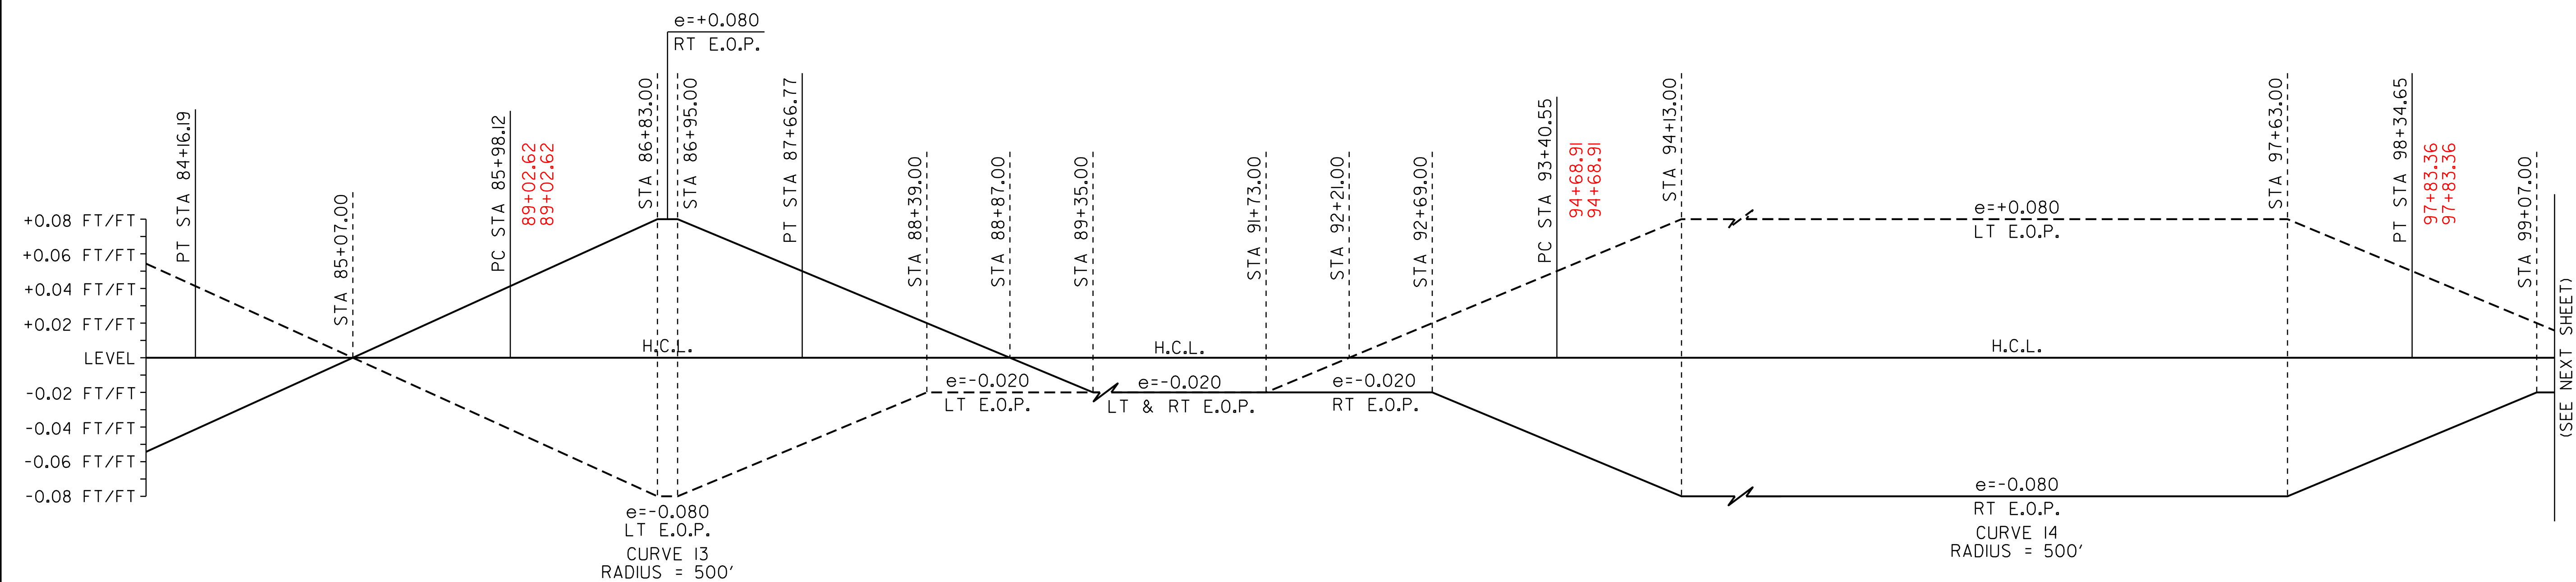 e=+0.080
RT E.O.P.
PT STA 84+16.19
STA 85+07.00
PC STA 85+98.12
89+02.62
89+02.62
STA 86+83.00
STA 86+95.00
PT STA 87+66.77
STA 88+39.00
STA 88+87.00
STA 89+35.00
STA 91+73.00
STA 92+21.00
STA 92+69.00
PC STA 93+40.55
94+68.91
94+68.91
STA 94+13.00
STA 97+63.00
PT STA 98+34.65
97+83.36
97+83.36
STA 99+07.00
(SEE NEXT SHEET)
+0.08 FT/FT
+0.06 FT/FT
+0.04 FT/FT
+0.02 FT/FT
LEVEL
-0.02 FT/FT
-0.04 FT/FT
-0.06 FT/FT
-0.08 FT/FT
H.C.L.
H.C.L.
H.C.L.
e=+0.080
LT E.O.P.
e=-0.020
LT E.O.P.
e=-0.020
LT & RT E.O.P.
e=-0.020
RT E.O.P.
e=-0.080
LT E.O.P.
CURVE 13
RADIUS = 500'
e=-0.080
RT E.O.P.
CURVE 14
RADIUS = 500'